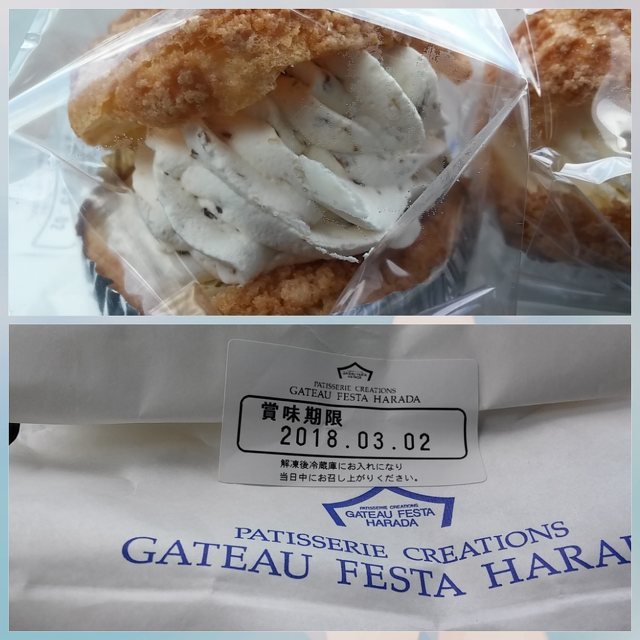 PATISSERIE CREATIONS
GATEAU FESTA HARADA
賞味期限
2018.03.02
解凍後冷蔵庫にお入れになり
当日中にお召し上がりください。
PATISSERIE CREATIONS
GATEAU FESTA
HARADA
PATISSERIE CREATIONS
GATEAU FESTA HARA